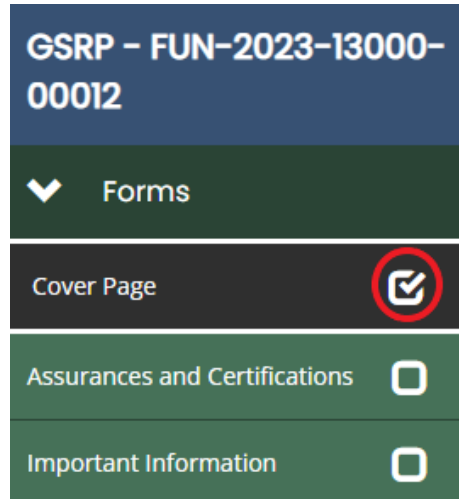 GSRP - FUN-2023-13000-
00012
Forms
Cover Page
Assurances and Certifications
Important Information